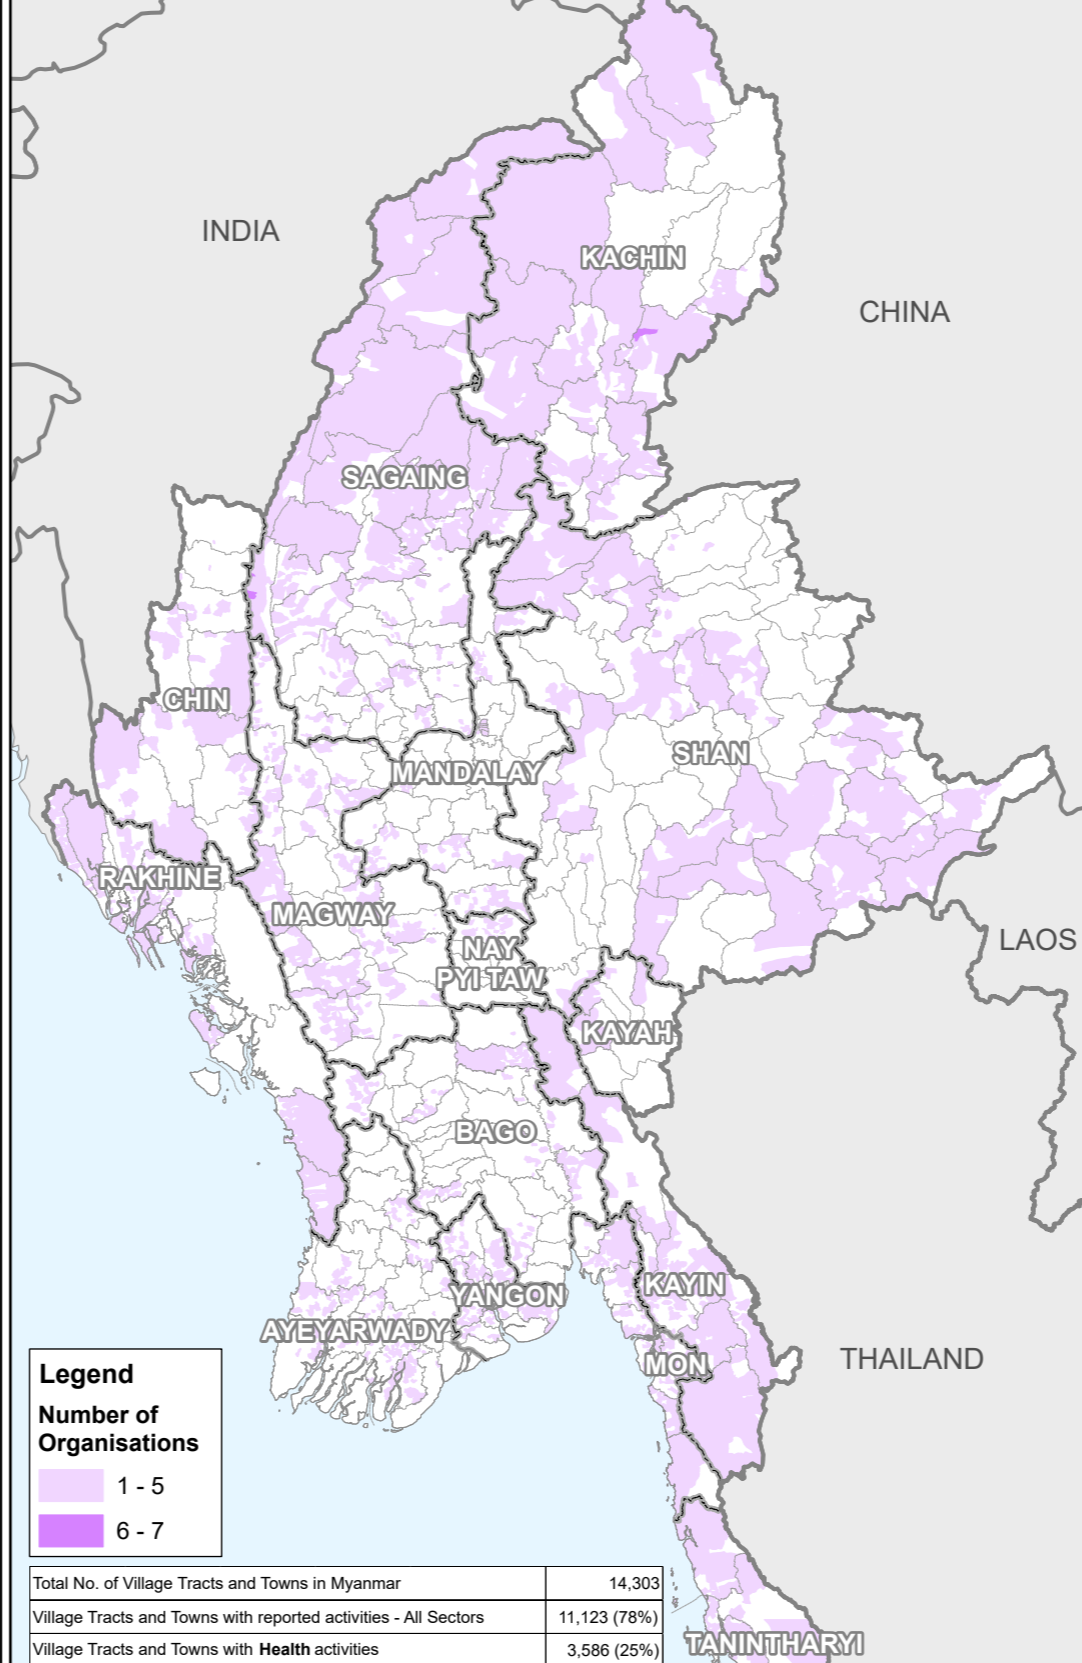 INDIA
KACHIN
CHINA
SAGAING
CHIN
SHAN
MANDALAY
RAKHINE
MAGWAY
NAY
PYI TAW
LAOS
KAYAH
BAGO
KAYIN
YANGON
AYEYARWADY
MON
THAILAND
Legend
Number of
Organisations
1 - 5
6 - 7
Total No. of Village Tracts and Towns in Myanmar 14,303
Village Tracts and Towns with reported activities - All Sectors 11,123 (78%)
Village Tracts and Towns with Health activities 3,586 (25%)
TANINTHARYI